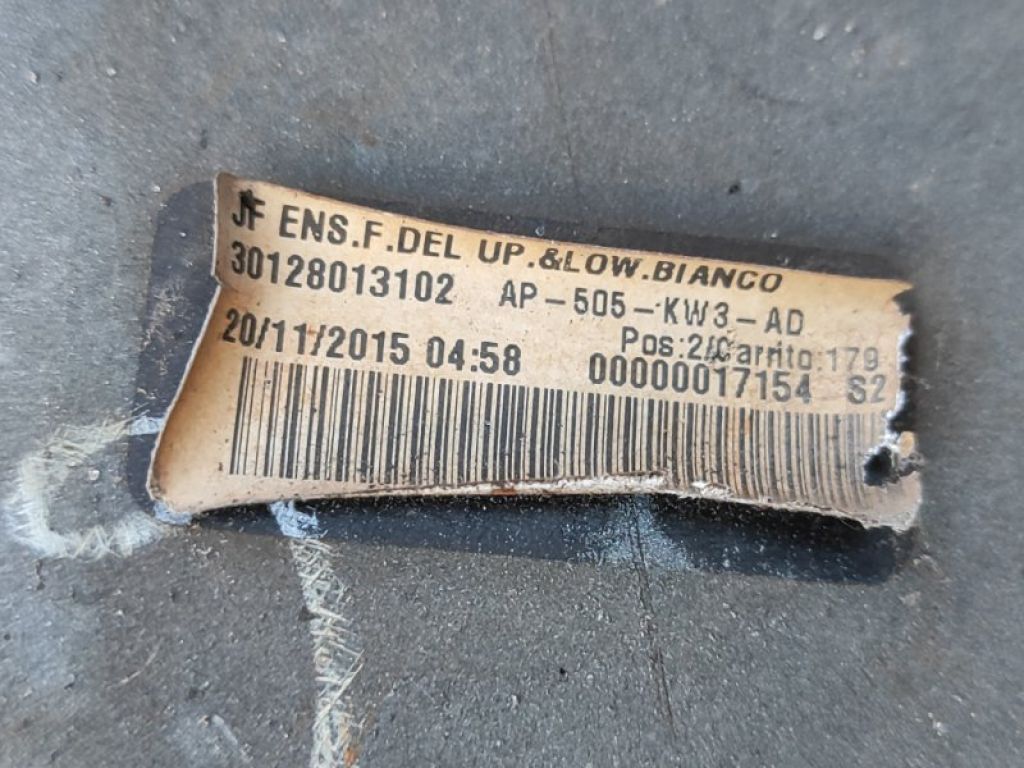 JF ENS.F.DEL UP.&LOW.BIANCO
30128013102 AP-505-KW3-AD
Pos:2/Carrito:179
20/11/2015 04:58 00000017154 S2